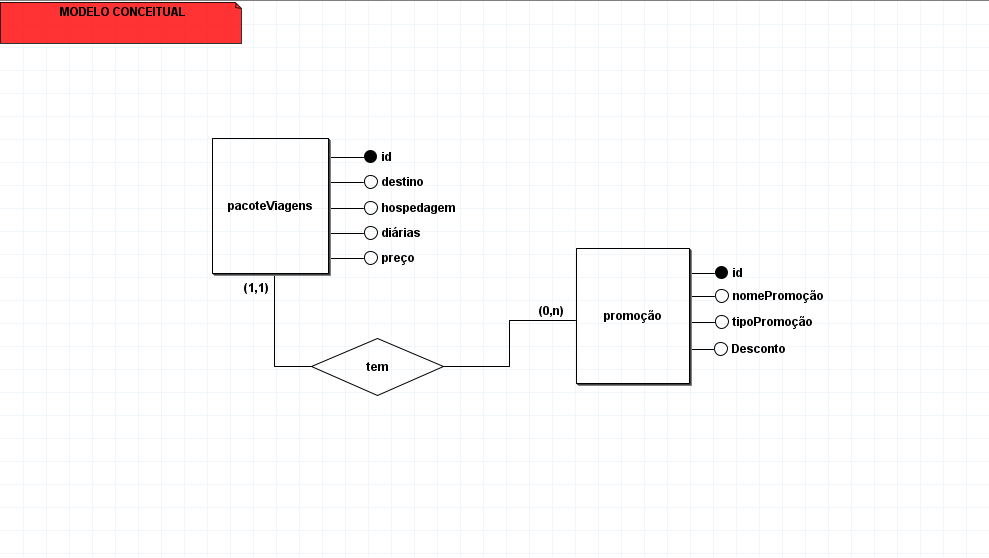 MODELO CONCEITUAL
pacoteViagens
id
destino
hospedagem
diárias
preço
(1,1)
tem
(0,n)
promoção
id
nomePromoção
tipoPromoção
Desconto